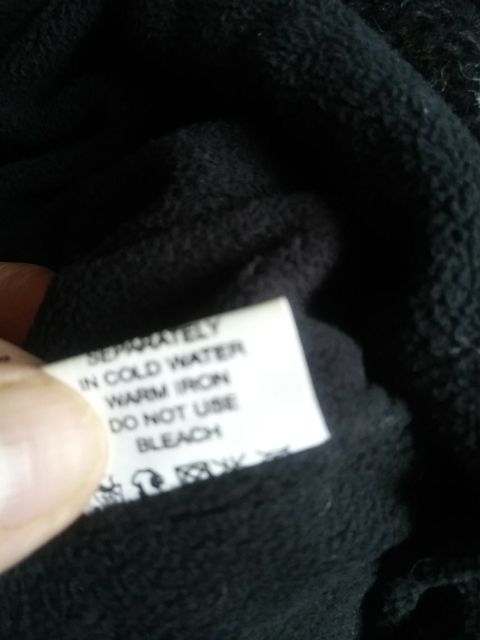 SEPARATELY
IN COLD WATER
WARM IRON
DO NOT USE
BLEACH